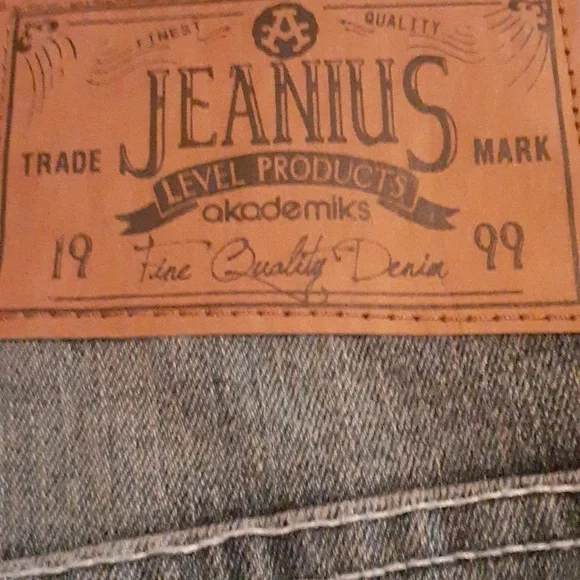 FINEST QUALITY
JEANIUS
TRADE MARK
LEVEL PRODUCTS
akademiks
19 Fine Quality Denim 99